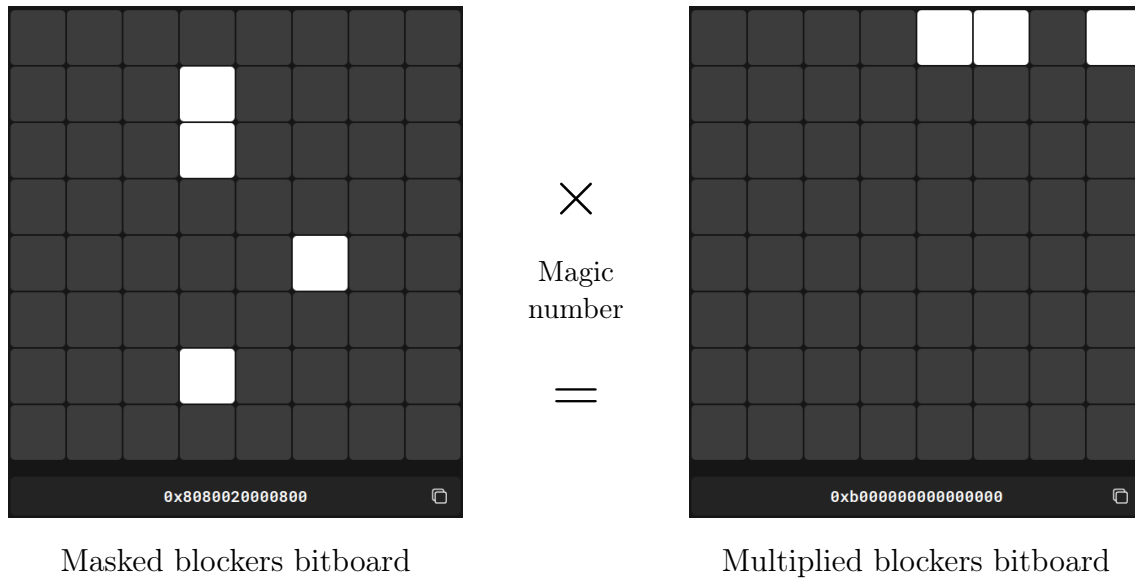 ×
Magic
number
=
0x8080020000800
0xb000000000000000
Masked blockers bitboard
Multiplied blockers bitboard